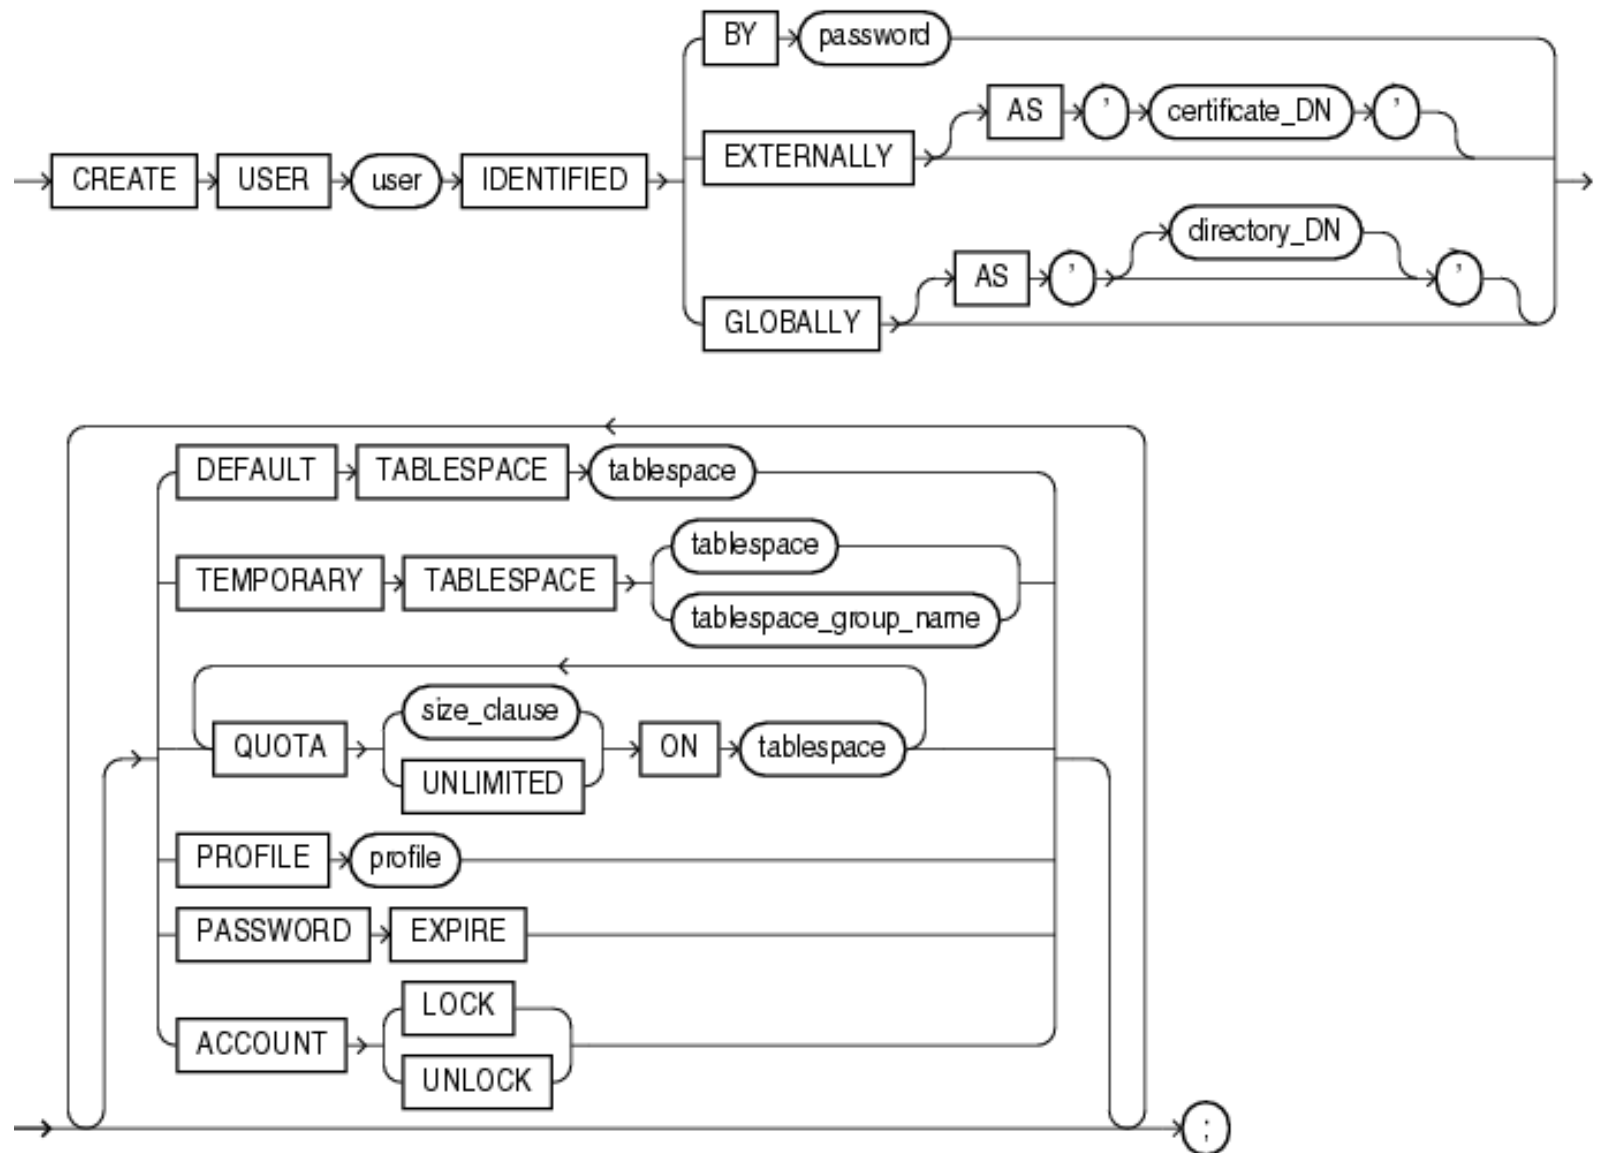 BY password
AS ' certificate_DN '
EXTERNALLY
CREATE USER user IDENTIFIED
directory_DN
AS ' '
GLOBALLY
DEFAULT TABLESPACE tablespace
tablespace
TEMPORARY TABLESPACE
tablespace_group_name
size_clause
QUOTA ON tablespace
UNLIMITED
PROFILE profile
PASSWORD EXPIRE
LOCK
ACCOUNT
UNLOCK
;